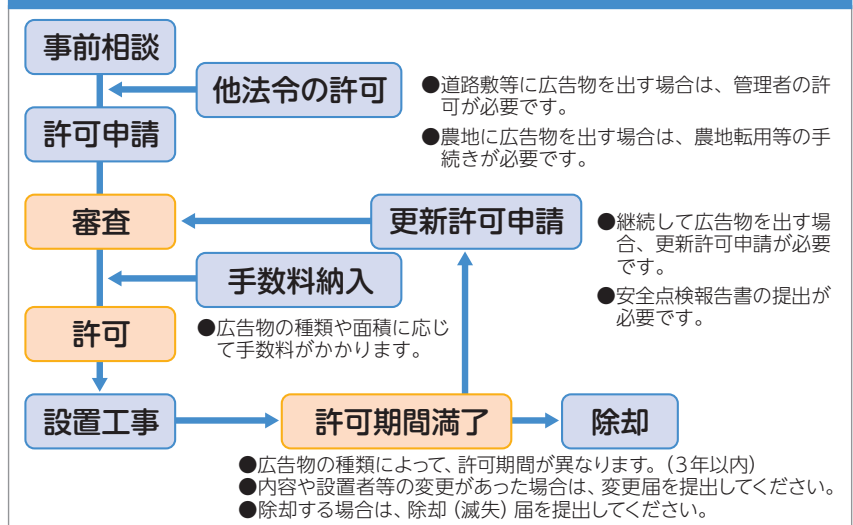 事前相談
他法令の許可
●道路敷等に広告物を出す場合は、管理者の許
可が必要です。
●農地に広告物を出す場合は、農地転用等の手
続きが必要です。
許可申請
審査
更新許可申請
●継続して広告物を出す場
合、更新許可申請が必要
です。
●安全点検報告書の提出が
必要です。
手数料納入
●広告物の種類や面積に応じ
て手数料がかかります。
許可
設置工事
許可期間満了
除却
●広告物の種類によって、許可期間が異なります。(3年以内)
●内容や設置者等の変更があった場合は、変更届を提出してください。
●除却する場合は、除却(滅失)届を提出してください。